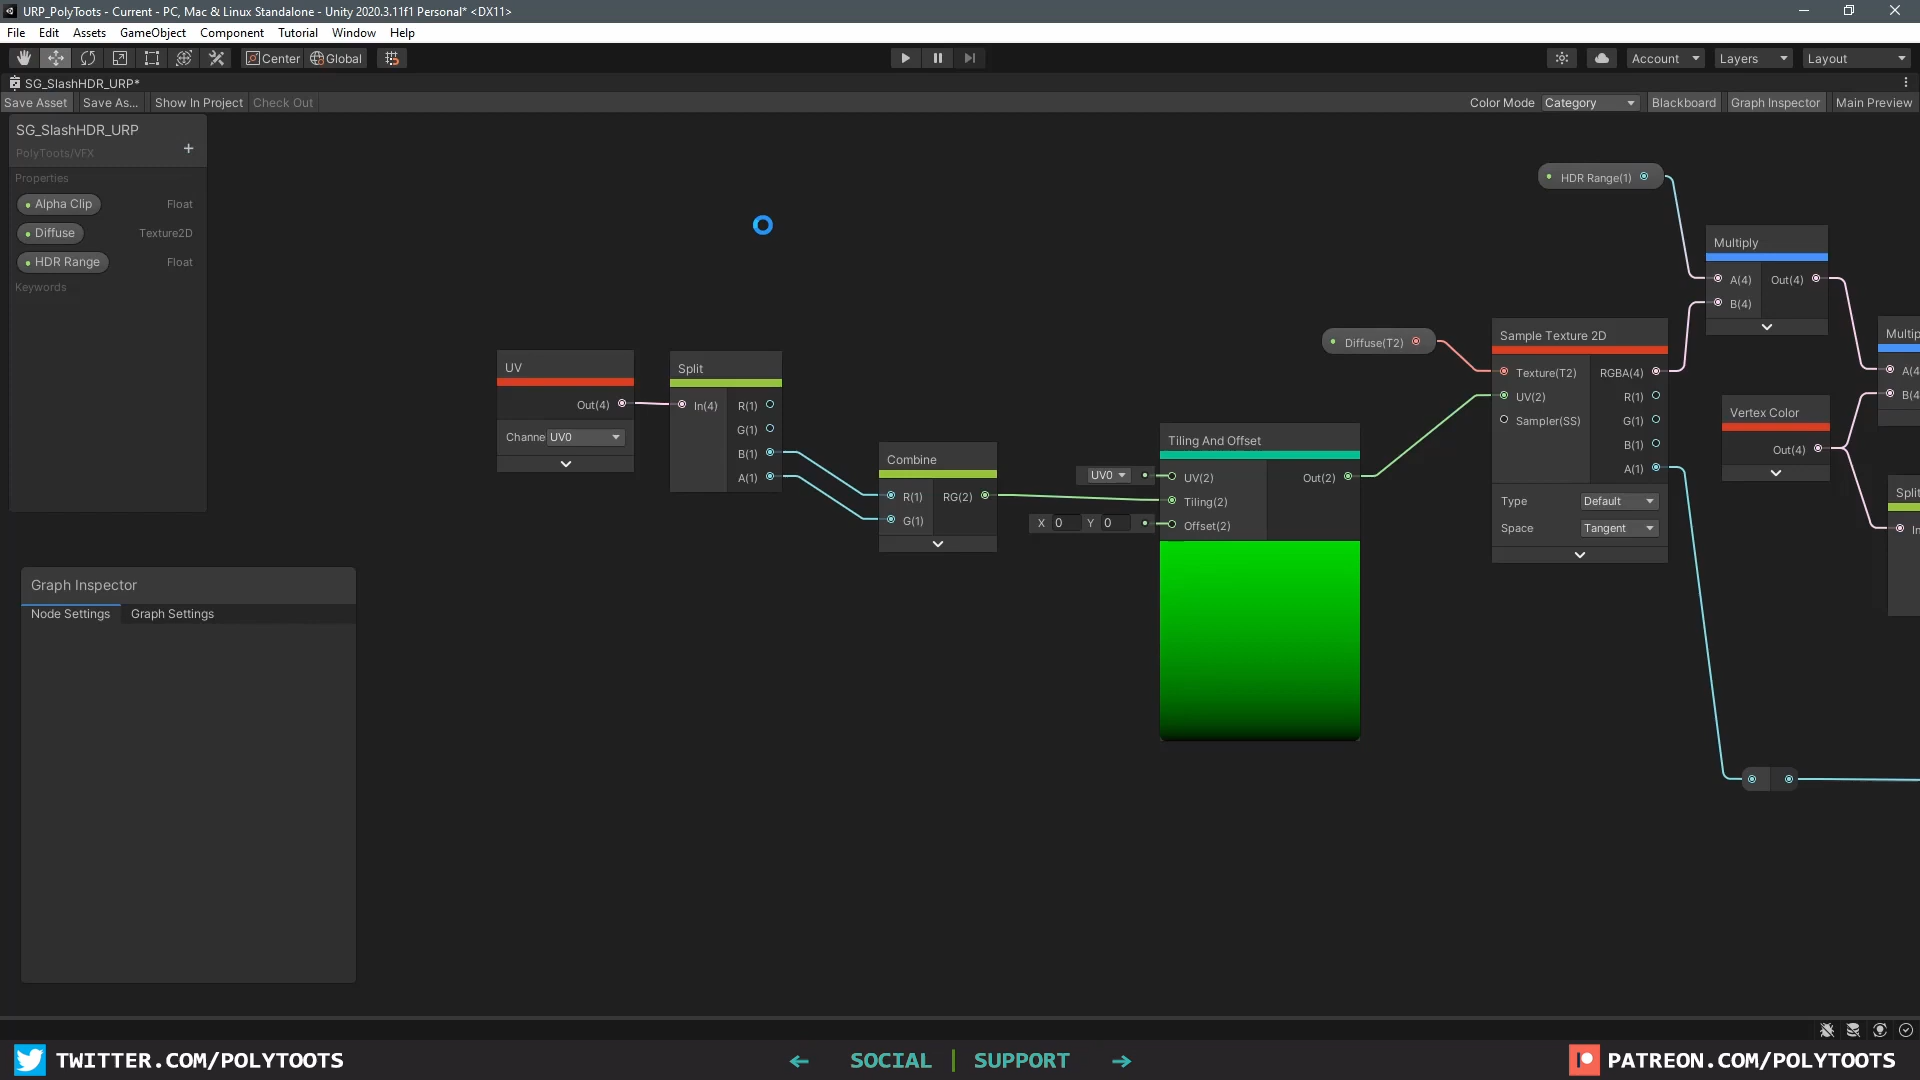 URP_PolyToots - Current - PC, Mac & Linux Standalone - Unity 2020.3.11f1 Personal* <DX11>
File Edit Assets GameObject Component Tutorial Window Help
Center Global Account Layers Layout
SG_SlashHDR_URP*
Save Asset Save As... Show In Project Check Out Color Mode Category Blackboard Graph Inspector Main Preview
SG_SlashHDR_URP
PolyToots/VFX
+
Properties
Alpha Clip Float
Diffuse Texture2D
HDR Range Float
Keywords
Graph Inspector
Node Settings Graph Settings
UV
Out(4)
Channe UV0
Split
In(4) R(1)
G(1)
B(1)
A(1)
Combine
R(1) RG(2)
G(1)
UV0
X 0 Y 0
Tiling And Offset
UV(2) Out(2)
Tiling(2)
Offset(2)
Diffuse(T2)
HDR Range(1)
Sample Texture 2D
Texture(T2) RGBA(4)
UV(2) R(1)
Sampler(SS) G(1)
B(1)
A(1)
Type Default
Space Tangent
Multiply
A(4) Out(4)
B(4)
Vertex Color
Out(4)
Multip
A(4
B(4
Split
In
TWITTER.COM/POLYTOOTS
← SOCIAL | SUPPORT →
PATREON.COM/POLYTOOTS